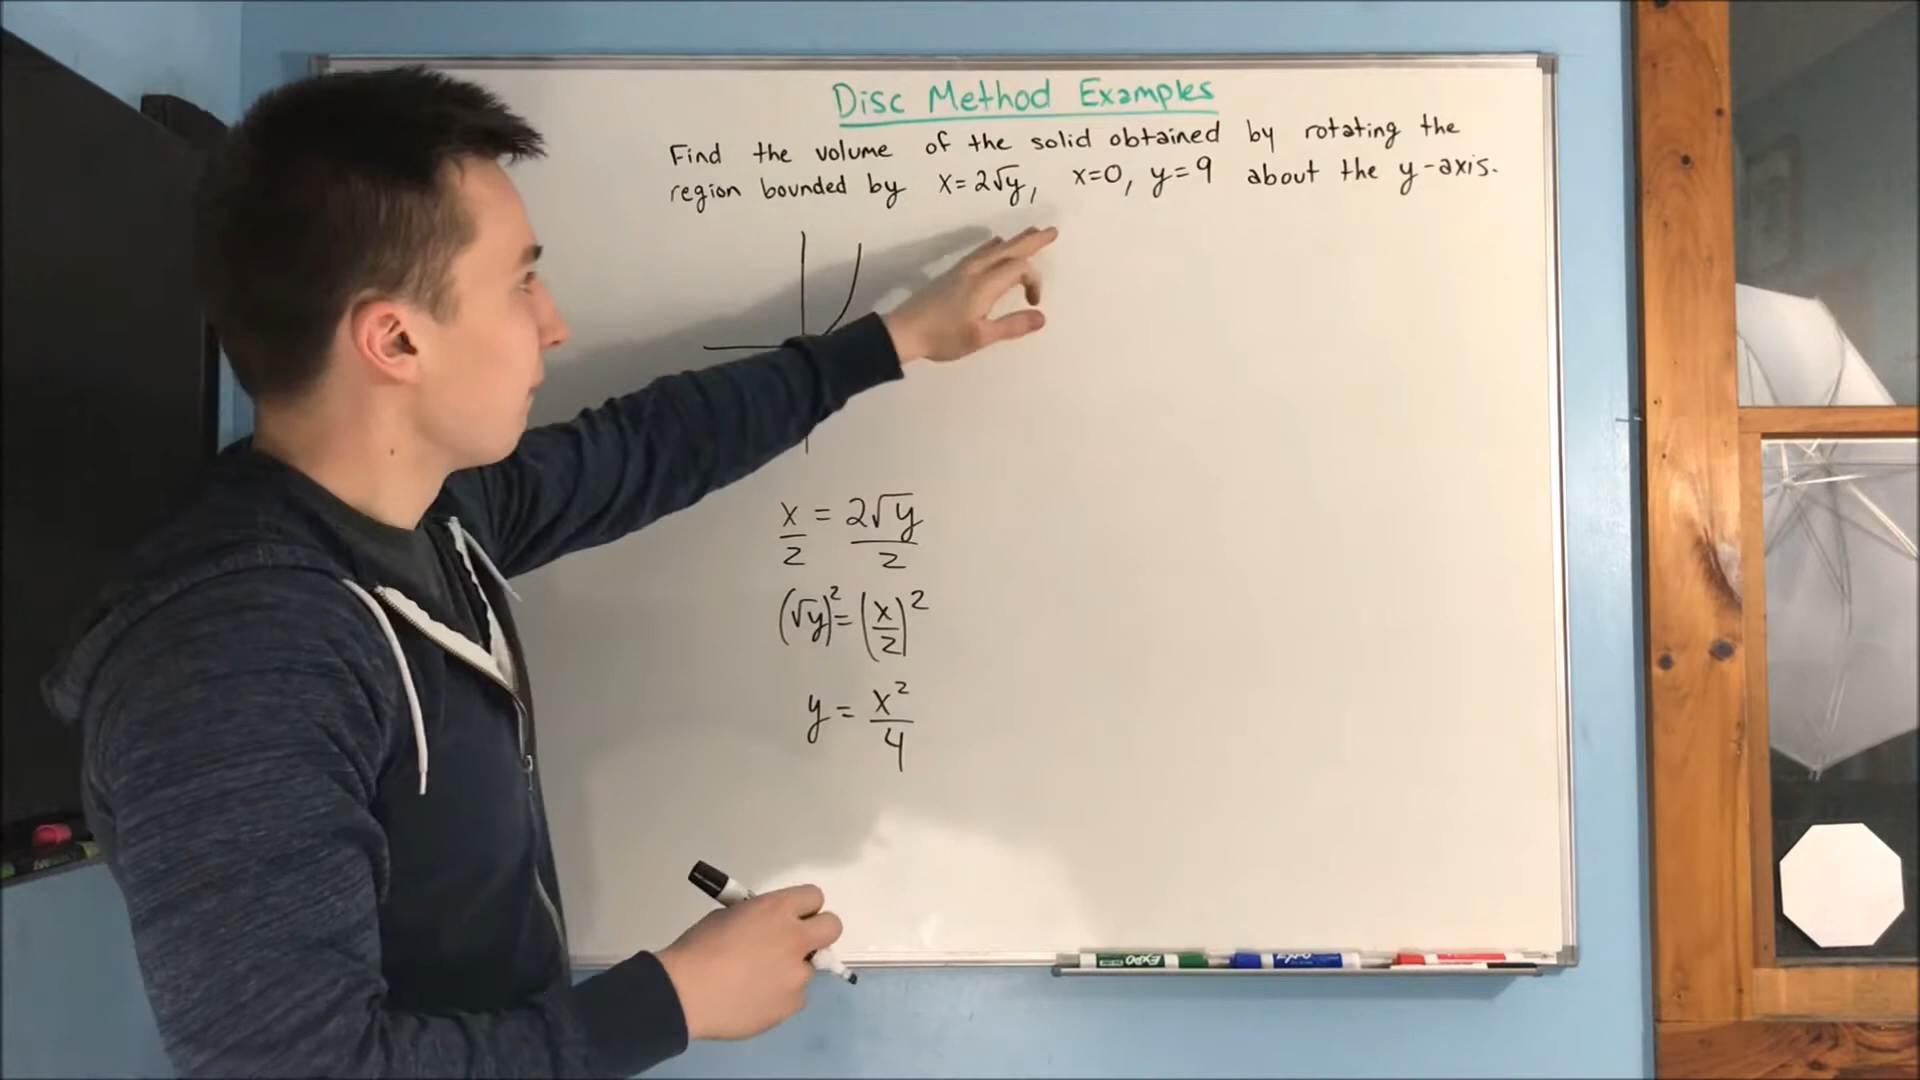 Disc Method Examples
Find the volume of the solid obtained by rotating the
region bounded by x=2√y, x=0, y=9 about the y-axis.
x/2 = 2√y/2
(√y)² = (x/2)²
y = x²/4
EXPO